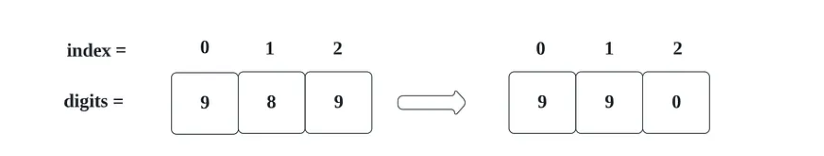 index = 0 1 2 0 1 2
digits = 9 8 9 9 9 0